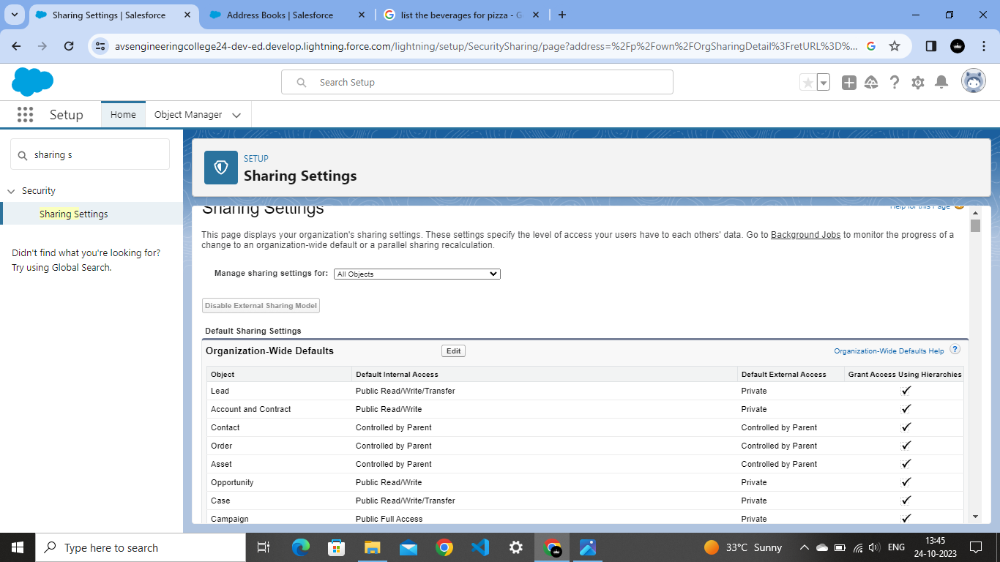 Sharing Settings | Salesforce
Address Books | Salesforce
list the beverages for pizza - G
avsengineeringcollege24-dev-ed.develop.lightning.force.com/lightning/setup/SecuritySharing/page?address=%2Fp%2Fown%2FOrgSharingDetail%3FretURL%3D%...
Search Setup
Setup
Home
Object Manager
sharing s
Security
Sharing Settings
Didn't find what you're looking for?
Try using Global Search.
SETUP
Sharing Settings
Sharing Settings
Help for this Page
This page displays your organization's sharing settings. These settings specify the level of access your users have to each others' data. Go to Background Jobs to monitor the progress of a
change to an organization-wide default or a parallel sharing recalculation.
Manage sharing settings for: All Objects
Disable External Sharing Model
Default Sharing Settings
Organization-Wide Defaults Edit Organization-Wide Defaults Help ?
Object Default Internal Access Default External Access Grant Access Using Hierarchies
Lead Public Read/Write/Transfer Private
Account and Contract Public Read/Write Private
Contact Controlled by Parent Controlled by Parent
Order Controlled by Parent Controlled by Parent
Asset Controlled by Parent Controlled by Parent
Opportunity Public Read/Write Private
Case Public Read/Write/Transfer Private
Campaign Public Full Access Private
Type here to search
33°C Sunny
ENG
13:45
24-10-2023